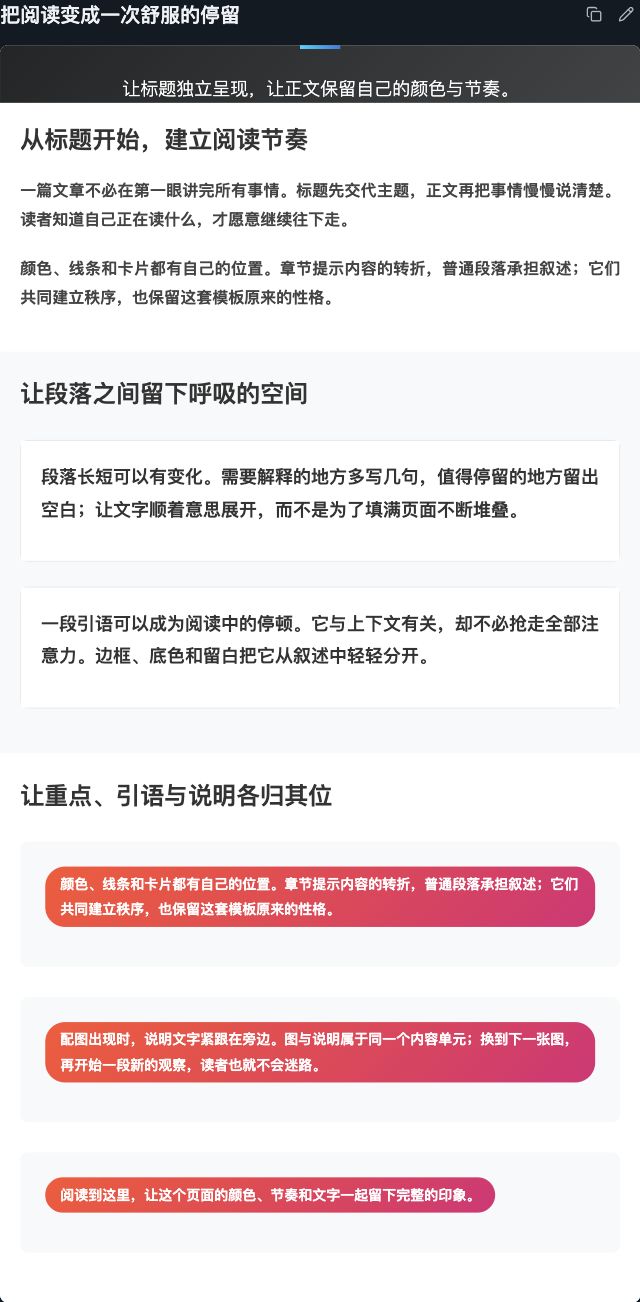 把阅读变成一次舒服的停留
让标题独立呈现，让正文保留自己的颜色与节奏。
从标题开始，建立阅读节奏
一篇文章不必在第一眼讲完所有事情。标题先交代主题，正文再把事情慢慢说清楚。
读者知道自己正在读什么，才愿意继续往下走。
颜色、线条和卡片都有自己的位置。章节提示内容的转折，普通段落承担叙述；它们
共同建立秩序，也保留这套模板原来的性格。
让段落之间留下呼吸的空间
段落长短可以有变化。需要解释的地方多写几句，值得停留的地方留出
空白；让文字顺着意思展开，而不是为了填满页面不断堆叠。
一段引语可以成为阅读中的停顿。它与上下文有关，却不必抢走全部注
意力。边框、底色和留白把它从叙述中轻轻分开。
让重点、引语与说明各归其位
颜色、线条和卡片都有自己的位置。章节提示内容的转折，普通段落承担叙述；它们
共同建立秩序，也保留这套模板原来的性格。
配图出现时，说明文字紧跟在旁边。图与说明属于同一个内容单元；换到下一张图，
再开始一段新的观察，读者也就不会迷路。
阅读到这里，让这个页面的颜色、节奏和文字一起留下完整的印象。